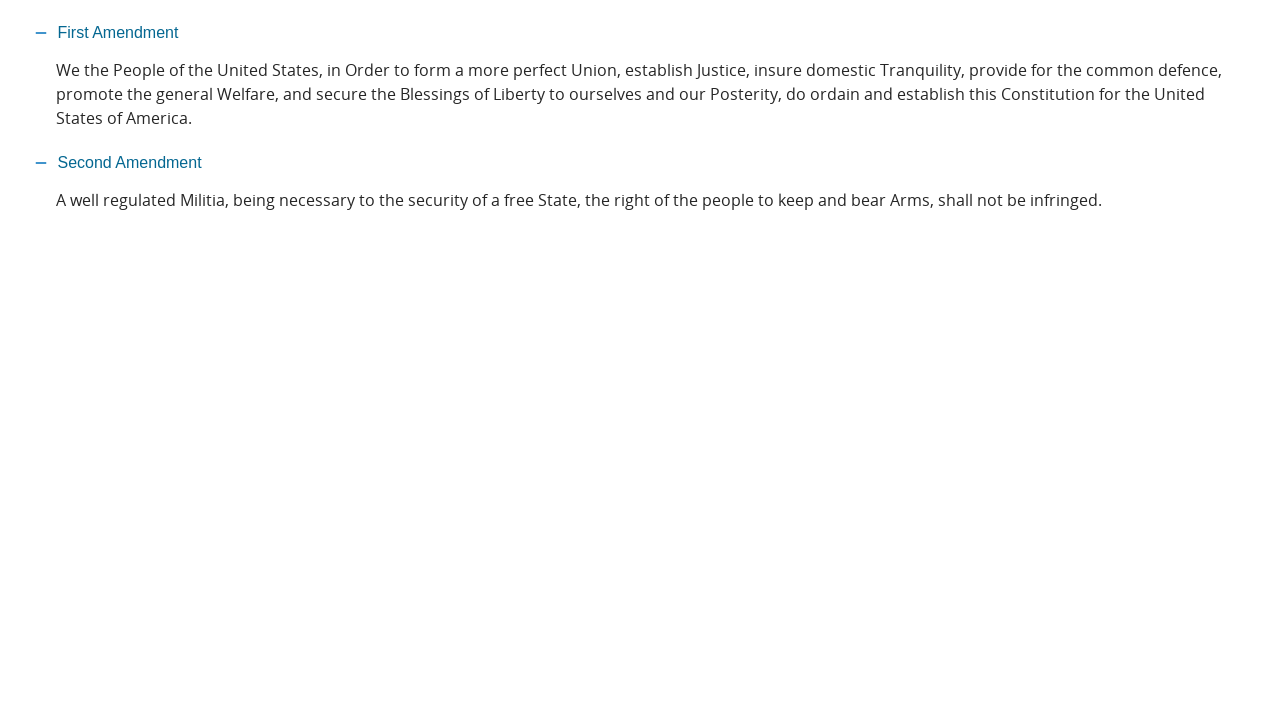 First Amendment
We the People of the United States, in Order to form a more perfect Union, establish Justice, insure domestic Tranquility, provide for the common defence,
promote the general Welfare, and secure the Blessings of Liberty to ourselves and our Posterity, do ordain and establish this Constitution for the United
States of America.
Second Amendment
A well regulated Militia, being necessary to the security of a free State, the right of the people to keep and bear Arms, shall not be infringed.